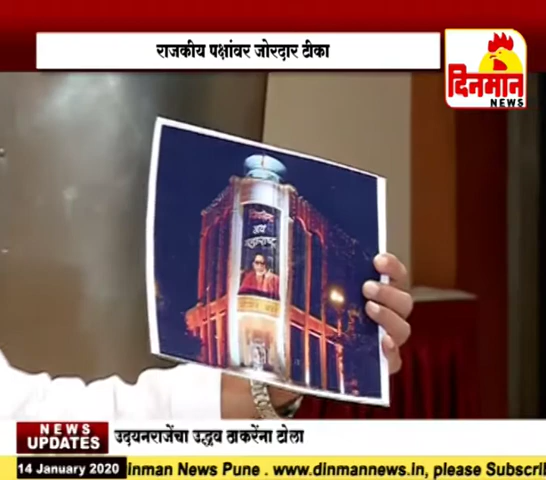 राजकीय पक्षांवर जोरदार टीका
दिनमान
NEWS
NEWS
UPDATES
उदयनराजेंचा उद्धव ठाकरेंना टोला
14 January 2020
inman News Pune . www.dinmannews.in, please Subscri